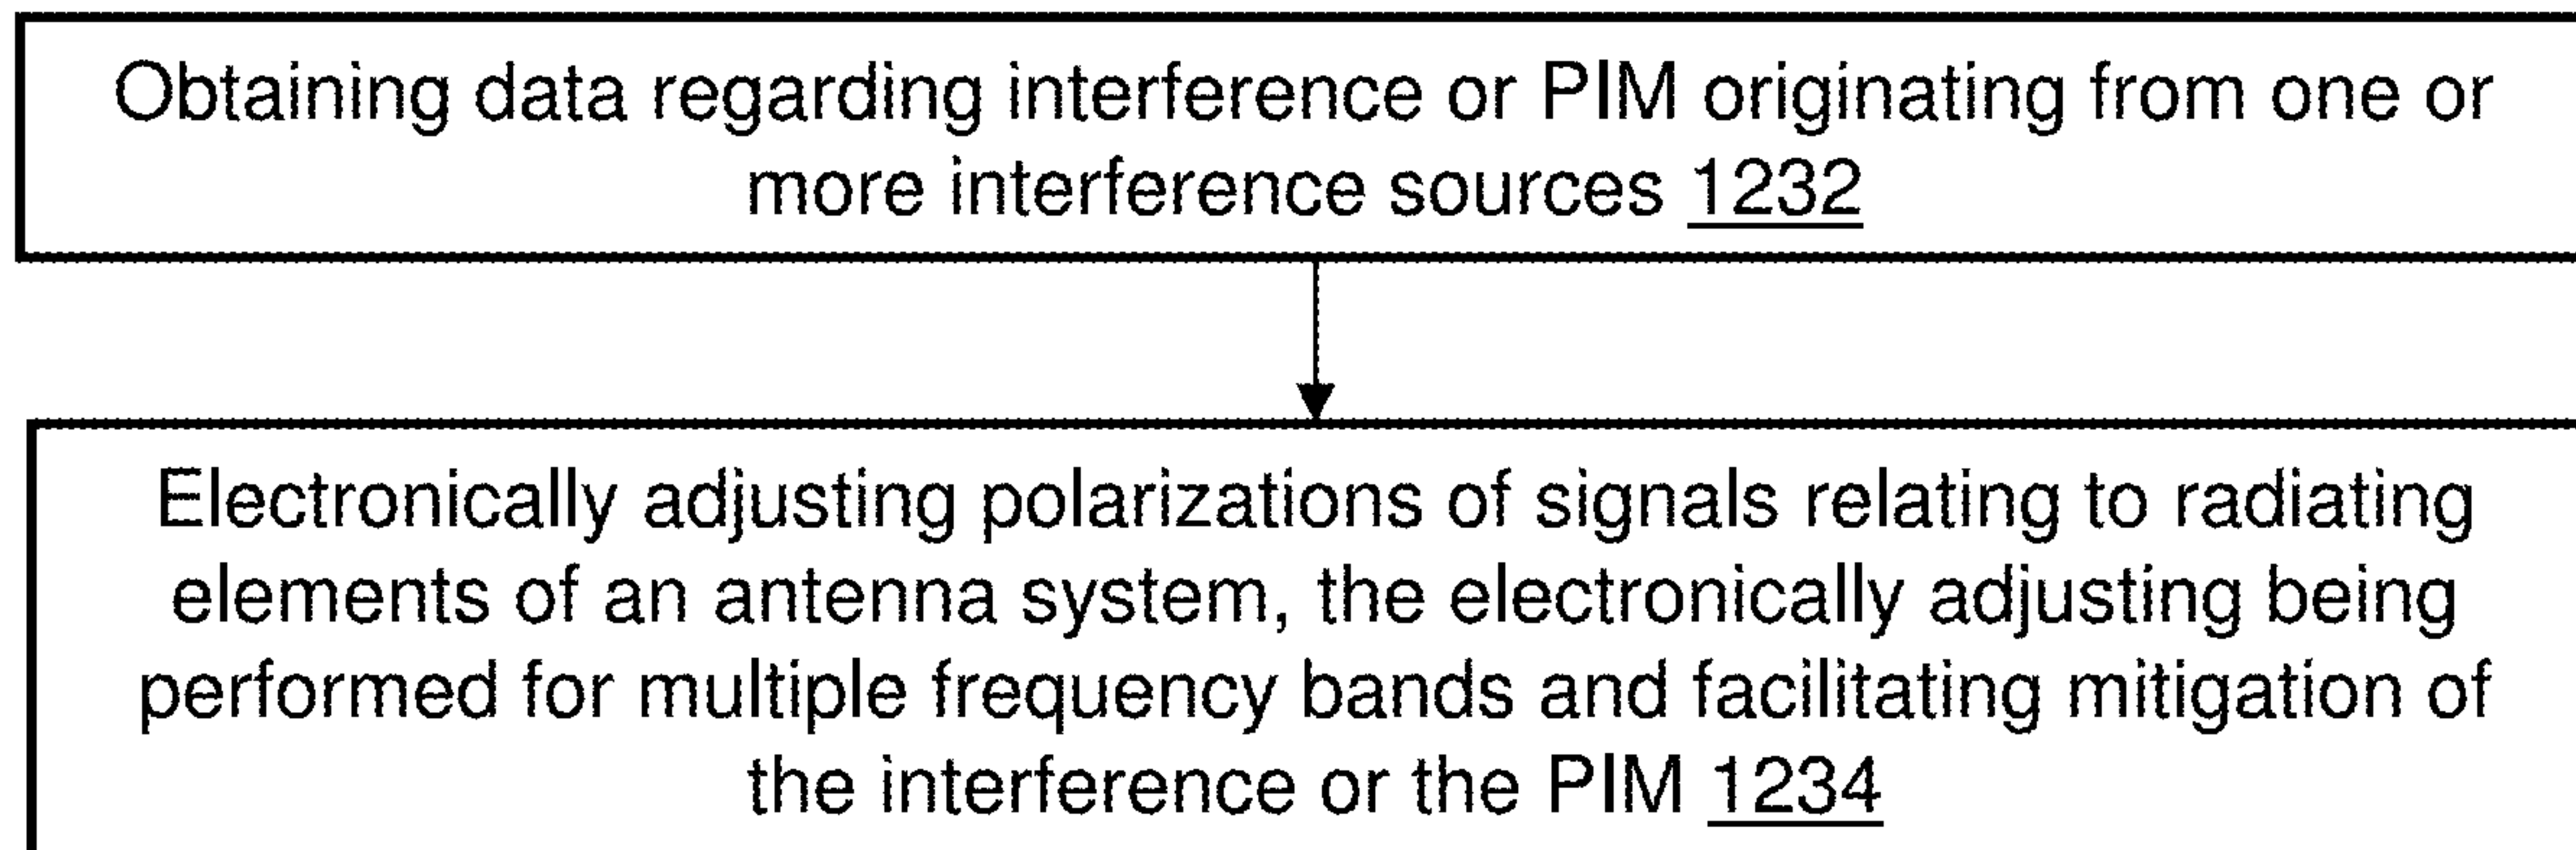 Obtaining data regarding interference or PIM originating from one or
more interference sources 1232
Electronically adjusting polarizations of signals relating to radiating
elements of an antenna system, the electronically adjusting being
performed for multiple frequency bands and facilitating mitigation of
the interference or the PIM 1234